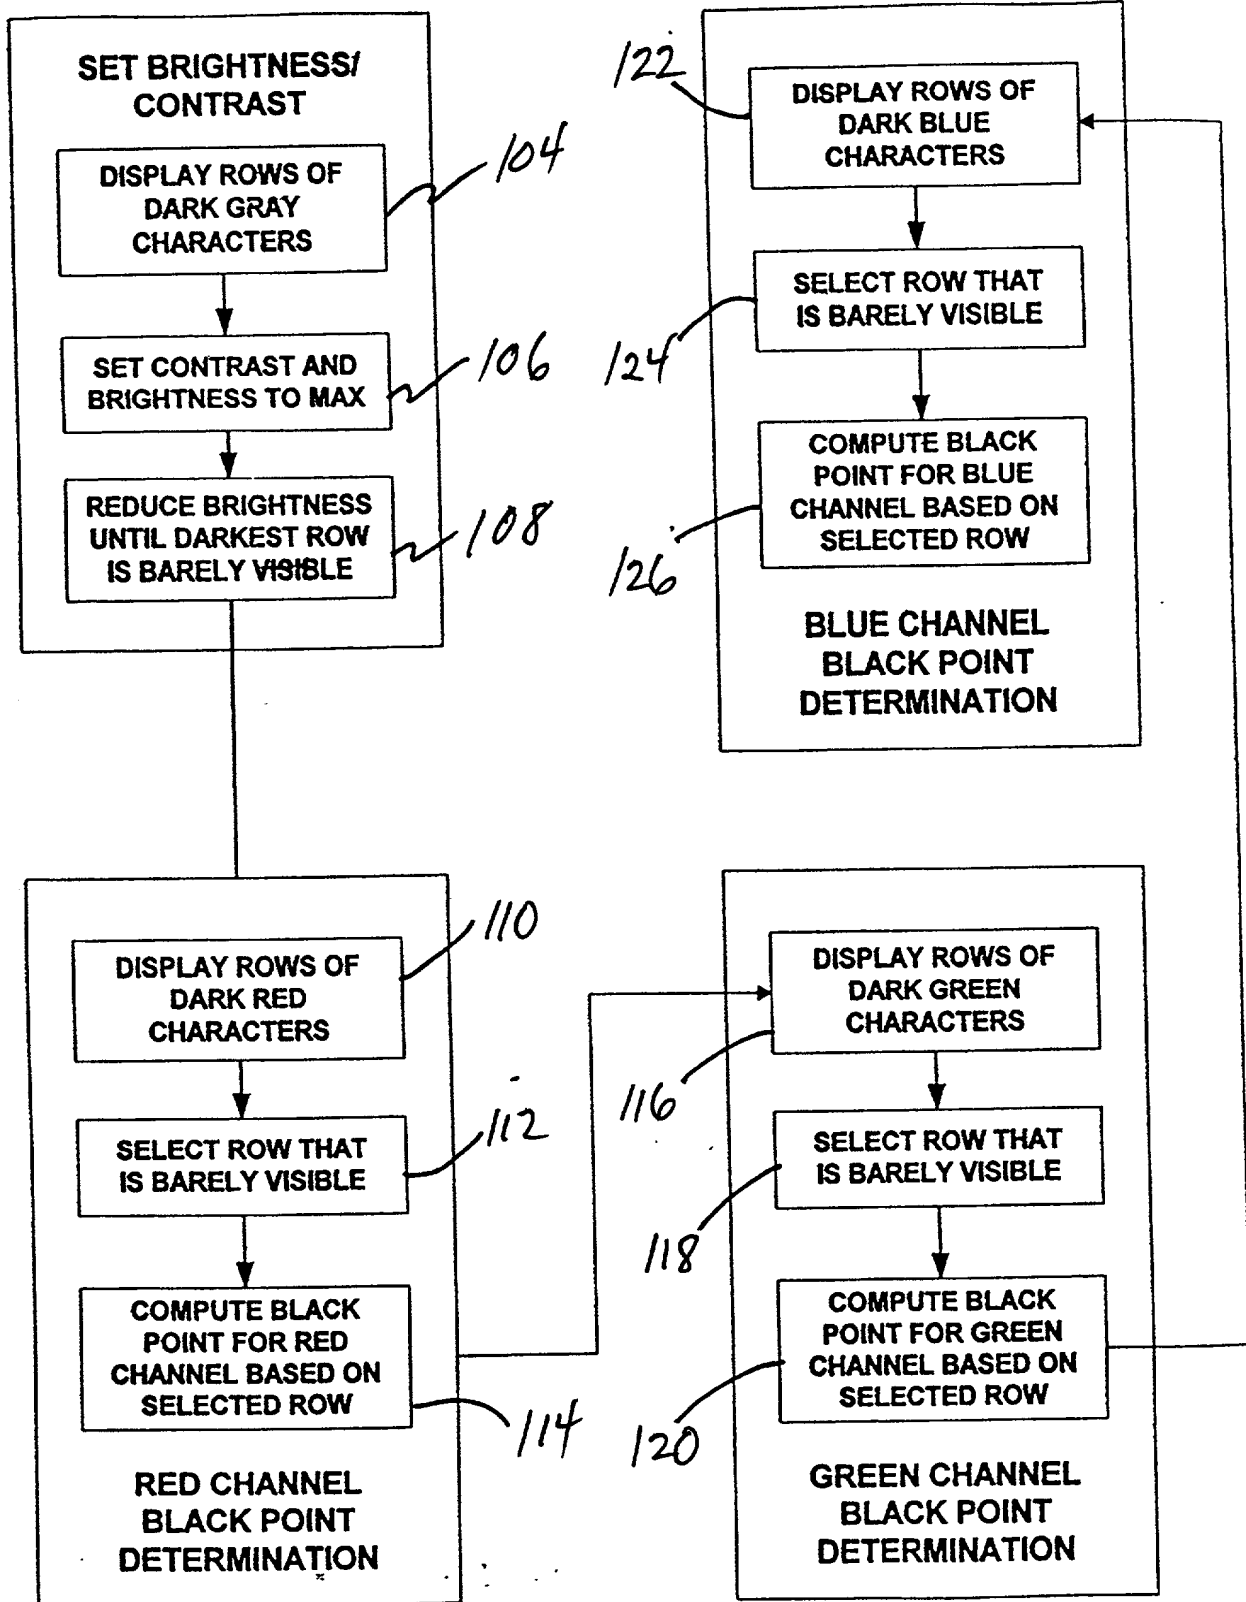 SET BRIGHTNESS/
CONTRAST
DISPLAY ROWS OF
DARK GRAY
CHARACTERS
104
SET CONTRAST AND
BRIGHTNESS TO MAX
106
REDUCE BRIGHTNESS
UNTIL DARKEST ROW
IS BARELY VISIBLE
108
110
DISPLAY ROWS OF
DARK RED
CHARACTERS
112
SELECT ROW THAT
IS BARELY VISIBLE
COMPUTE BLACK
POINT FOR RED
CHANNEL BASED ON
SELECTED ROW
114
RED CHANNEL
BLACK POINT
DETERMINATION
DISPLAY ROWS OF
DARK GREEN
CHARACTERS
116
SELECT ROW THAT
IS BARELY VISIBLE
118
COMPUTE BLACK
POINT FOR GREEN
CHANNEL BASED ON
SELECTED ROW
120
GREEN CHANNEL
BLACK POINT
DETERMINATION
122
DISPLAY ROWS OF
DARK BLUE
CHARACTERS
SELECT ROW THAT
IS BARELY VISIBLE
124
COMPUTE BLACK
POINT FOR BLUE
CHANNEL BASED ON
SELECTED ROW
126
BLUE CHANNEL
BLACK POINT
DETERMINATION